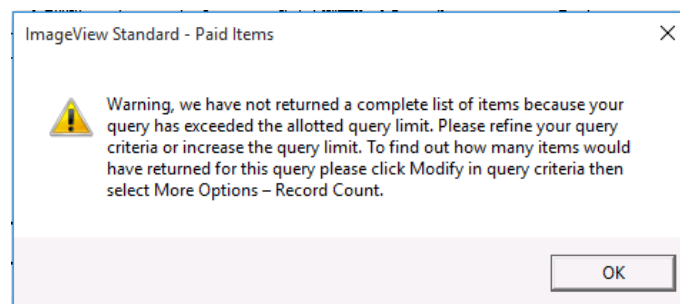 ImageView Standard - Paid Items
Warning, we have not returned a complete list of items because your
query has exceeded the allotted query limit. Please refine your query
criteria or increase the query limit. To find out how many items would
have returned for this query please click Modify in query criteria then
select More Options – Record Count.
OK